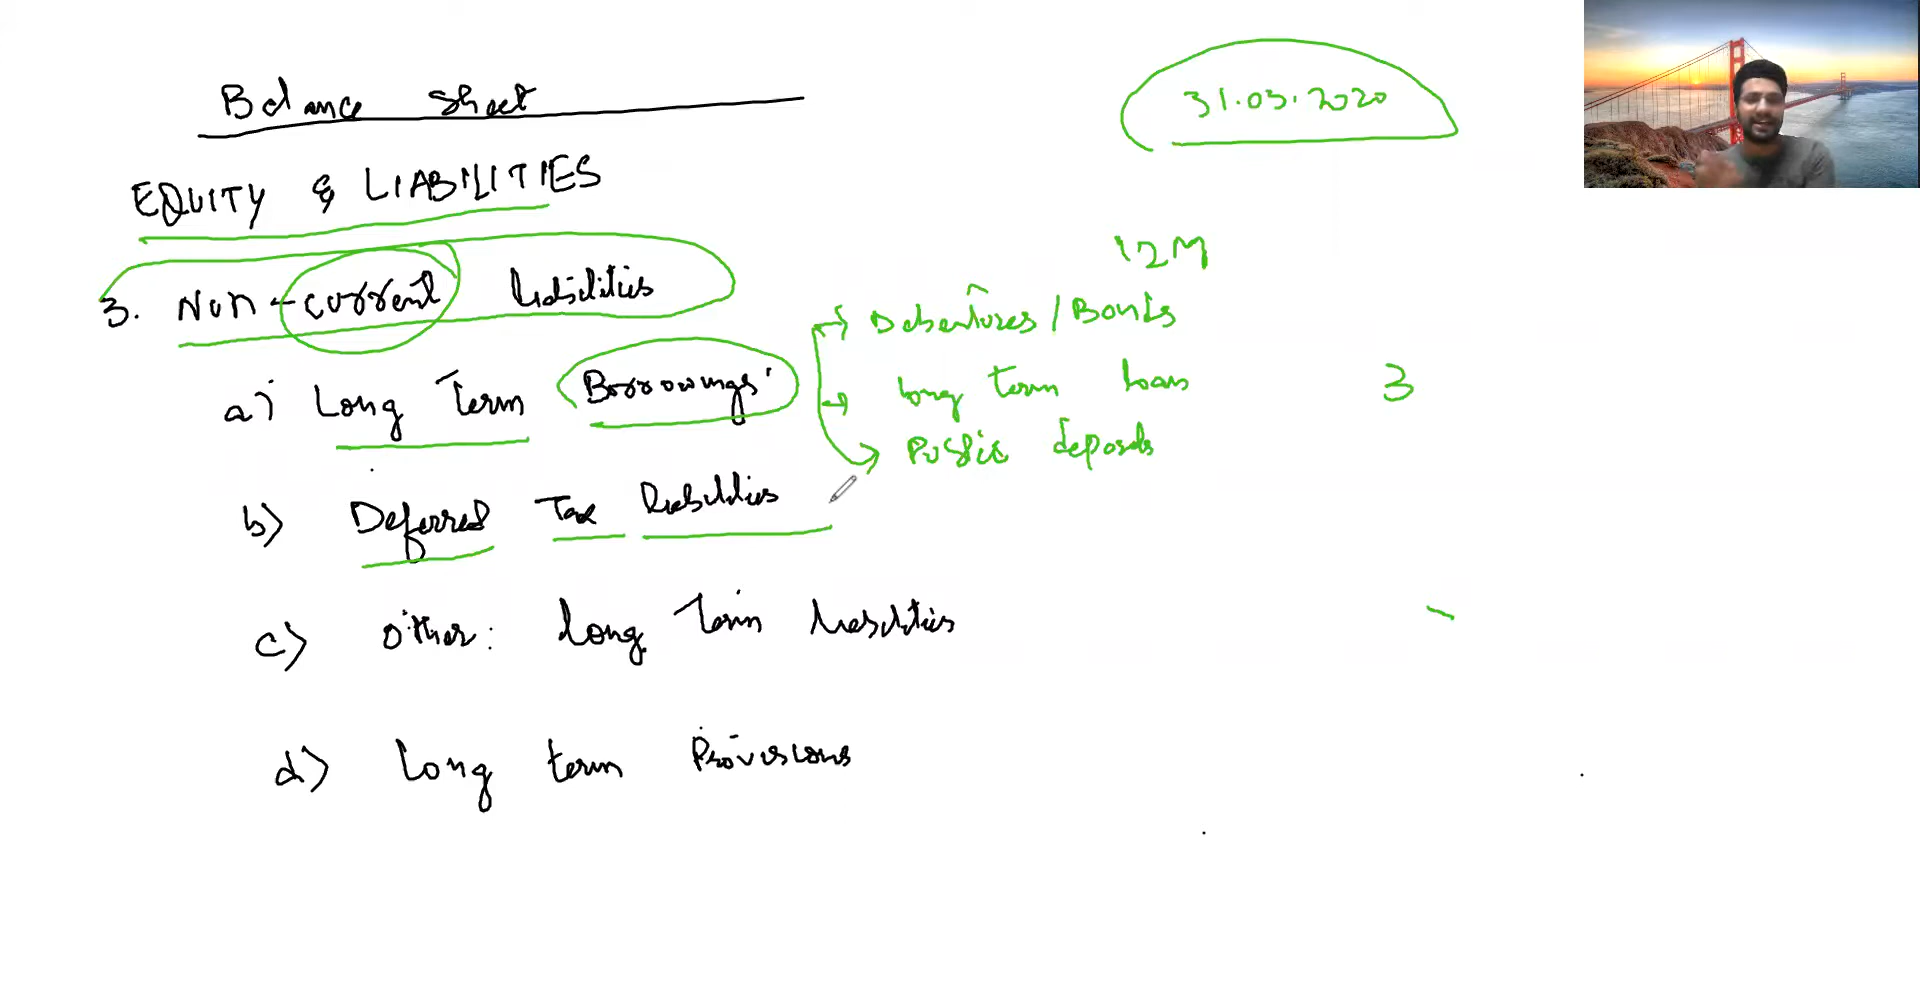 Balance Sheet
31.03.2020
EQUITY & LIABILITIES
12M
3. Non-current liabilities
→ Debentures / Bonds
a) Long Term Borrowings
→ long term loan
3
→ Public deposits
b) Deferred Tax Liabilities
c) Other: Long Term liabilities
d) Long term Provisions